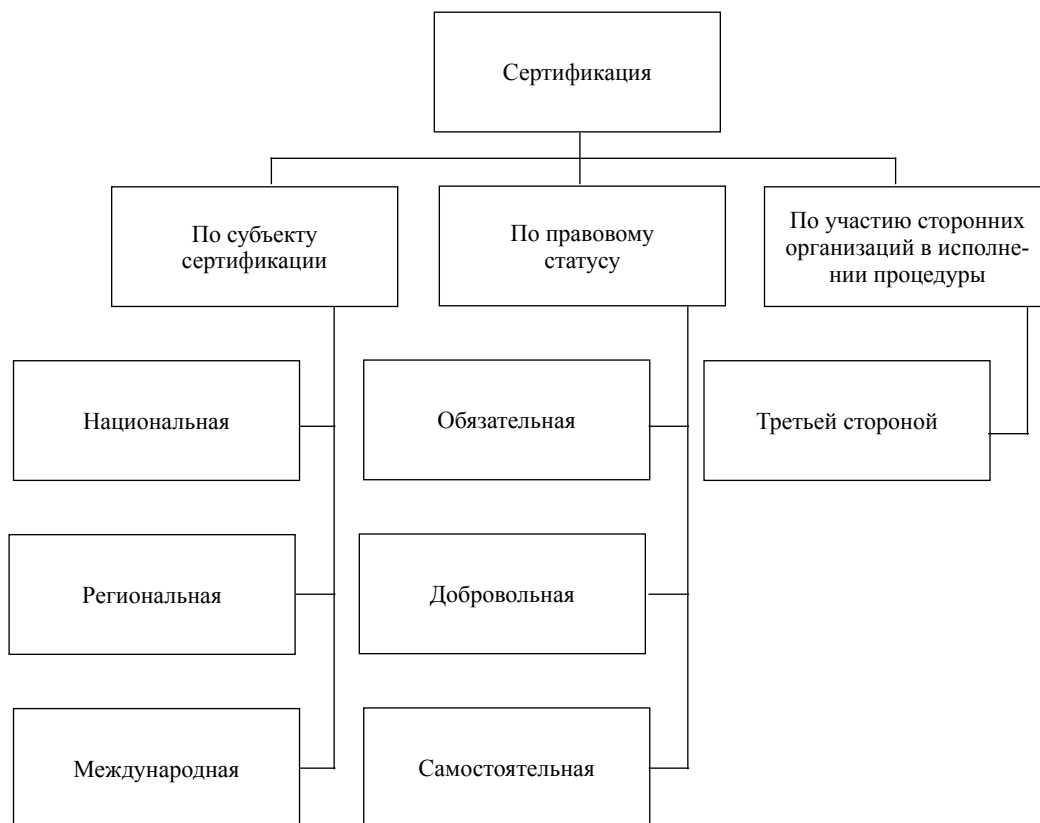 Сертификация
По субъекту
сертификации
По правовому
статусу
По участию сторонних
организаций в исполне-
нии процедуры
Национальная
Обязательная
Третьей стороной
Региональная
Добровольная
Международная
Самостоятельная